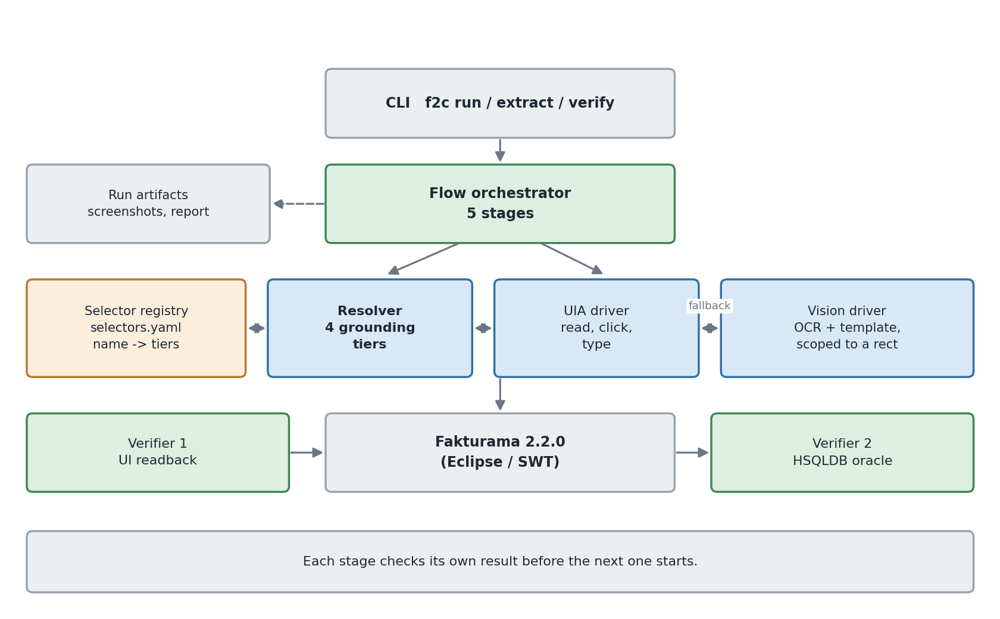 CLI   f2c run / extract / verify
Run artifacts
screenshots, report
Flow orchestrator
5 stages
Selector registry
selectors.yaml
name -> tiers
Resolver
4 grounding
tiers
UIA driver
read, click,
type
fallback
Vision driver
OCR + template,
scoped to a rect
Verifier 1
UI readback
Fakturama 2.2.0
(Eclipse / SWT)
Verifier 2
HSQLDB oracle
Each stage checks its own result before the next one starts.